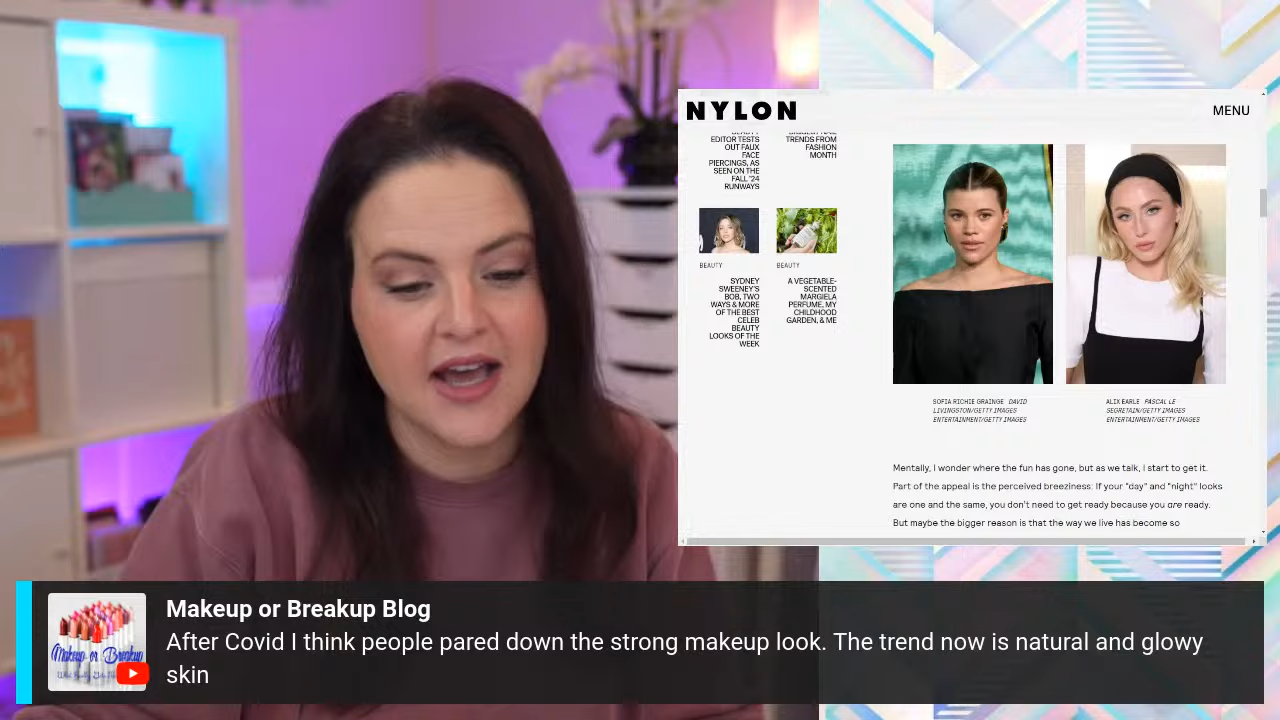 NYLON
MENU
EDITOR TESTS
OUT FAUX
FACE
PIERCINGS, AS
SEEN ON THE
FALL '24
RUNWAYS
TRENDS FROM
FASHION
MONTH
BEAUTY
SYDNEY
SWEENEY'S
BOB, TWO
WAYS & MORE
OF THE BEST
CELEB
BEAUTY
LOOKS OF THE
WEEK
BEAUTY
A VEGETABLE-
SCENTED
MARGIELA
PERFUME, MY
CHILDHOOD
GARDEN, & ME
SOFIA RICHIE GRAINGE DAVID
LIVINGSTON/GETTY IMAGES
ENTERTAINMENT/GETTY IMAGES
ALIX EARLE PASCAL LE
SEGRETAIN/GETTY IMAGES
ENTERTAINMENT/GETTY IMAGES
Mentally, I wonder where the fun has gone, but as we talk, I start to get it.
Part of the appeal is the perceived breeziness: If your "day" and "night" looks
are one and the same, you don't need to get ready because you are ready.
But maybe the bigger reason is that the way we live has become so
Makeup or Breakup Blog
After Covid I think people pared down the strong makeup look. The trend now is natural and glowy
skin
Makeup or Breakup